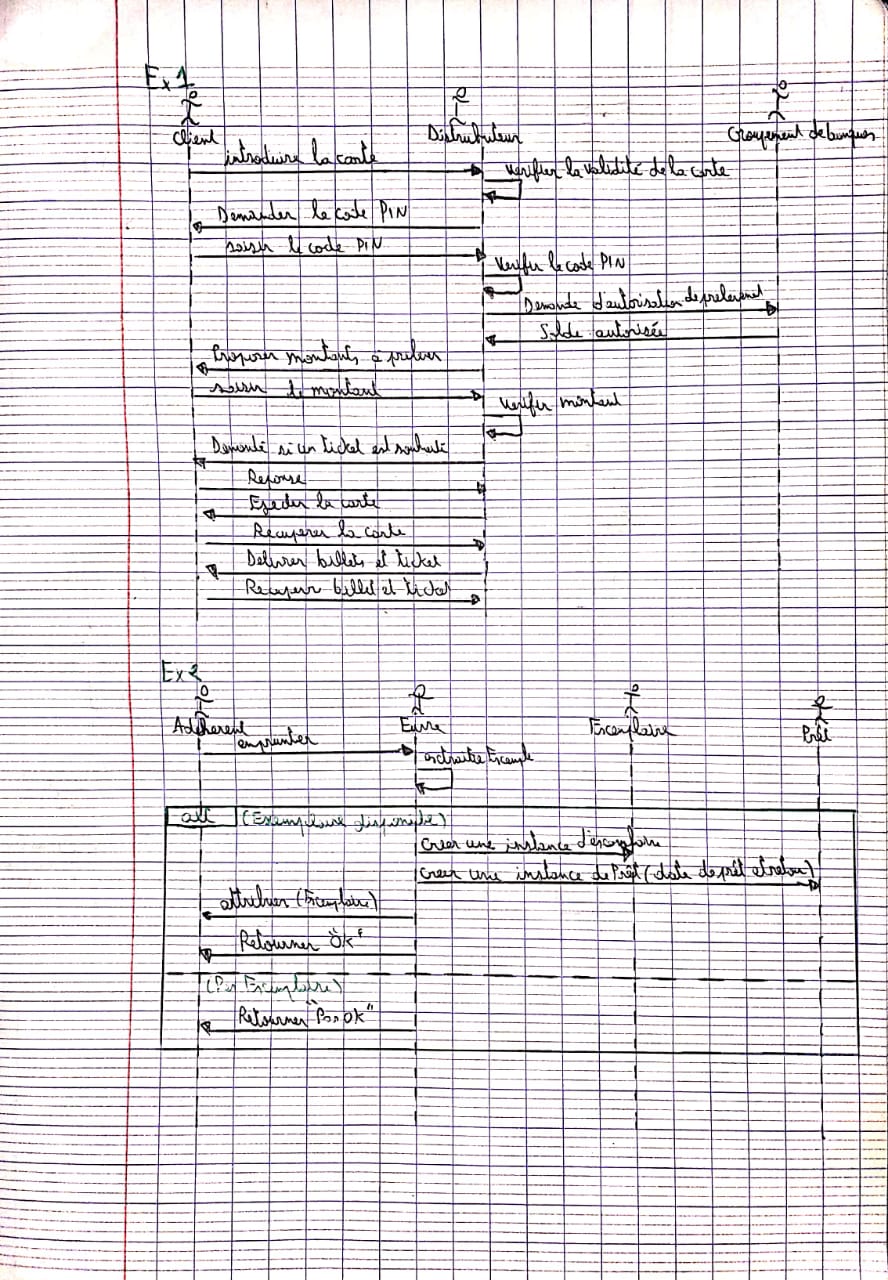 Ex 1
Client Distributeur Groupement de banques
introduire la carte
verifier la validité de la carte
Demander le code PIN
saisir le code PIN
Verifier le code PIN
Demande d'autorisation de prelevement
Solde autorisée
Proposer montants à prelever
saisir le montant
verifier montant
Demandé si un ticket est souhaité
Reponse
Ejecter la carte
Recuperer la carte
Delivrer billets et ticket
Recuperer billet et ticket
Ex 2
Adherent Exemplaire Prêt
emprunter
alt (Exemplaire disponible)
Creer une instance d'exemplaire
creer une instance de Prêt (date de prêt et retour)
attribuer (Exemplaire)
Retourner "OK"
(Pas Exemplaire)
Retourner "Pas OK"